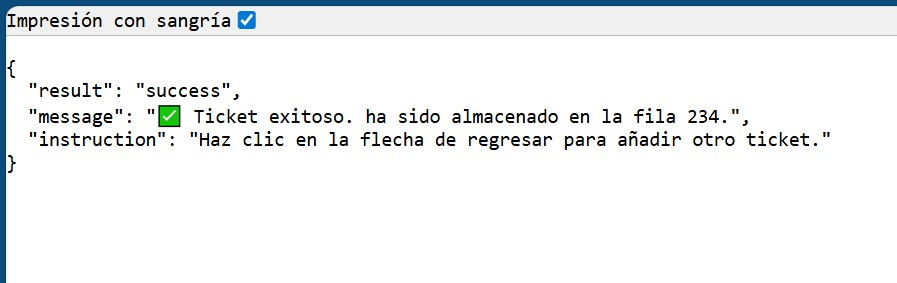 Impresión con sangría
{
"result": "success",
"message": "✅ Ticket exitoso. ha sido almacenado en la fila 234.",
"instruction": "Haz clic en la flecha de regresar para añadir otro ticket."
}